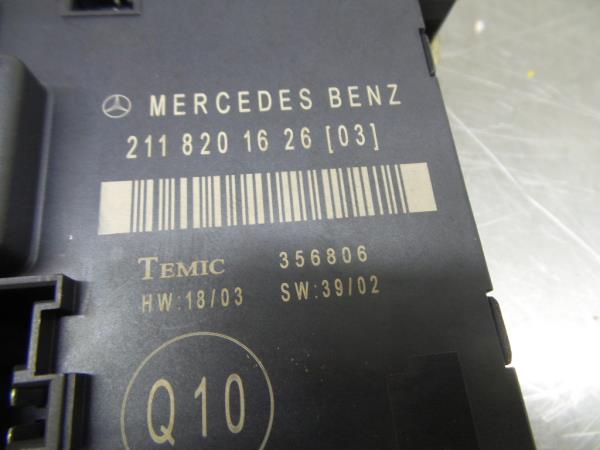 MERCEDES BENZ
211 820 16 26 [03]
TEMIC 356806
HW:18/03 SW:39/02
Q10